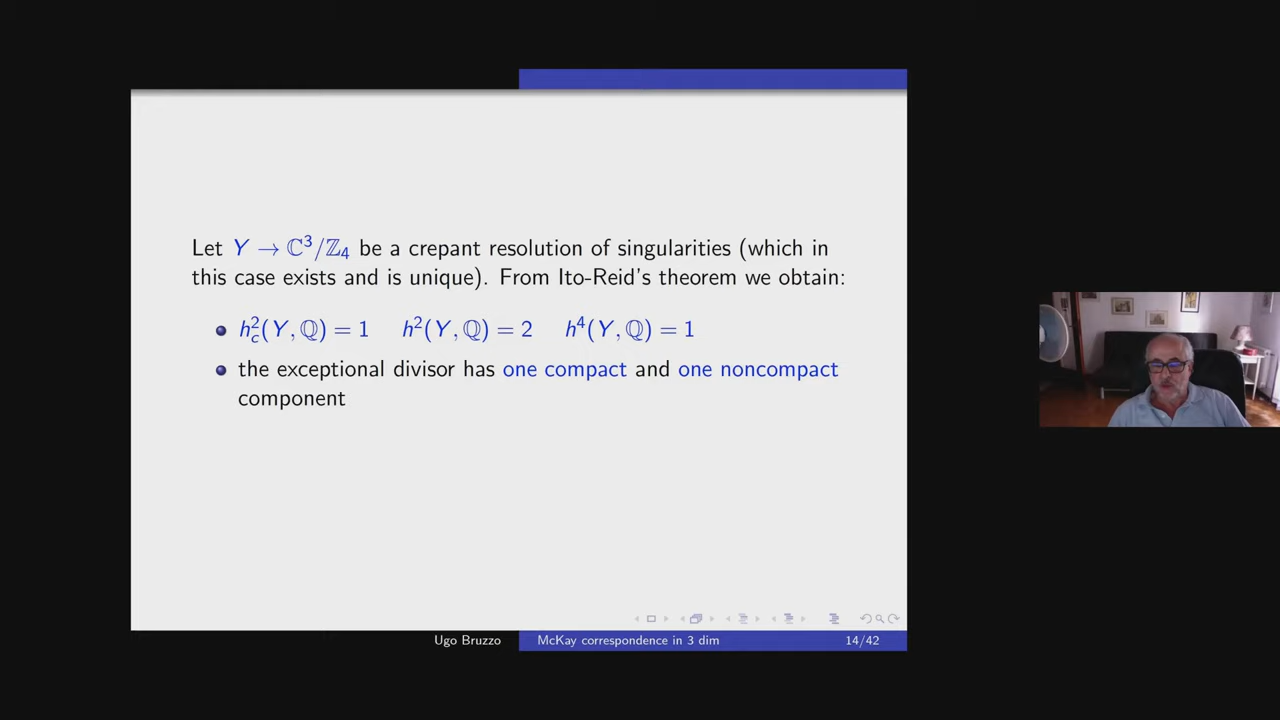 Let Y → ℂ³/ℤ₄ be a crepant resolution of singularities (which in
this case exists and is unique). From Ito-Reid's theorem we obtain:
h²_c(Y, ℚ) = 1 h²(Y, ℚ) = 2 h⁴(Y, ℚ) = 1
the exceptional divisor has one compact and one noncompact
component
Ugo Bruzzo McKay correspondence in 3 dim 14/42